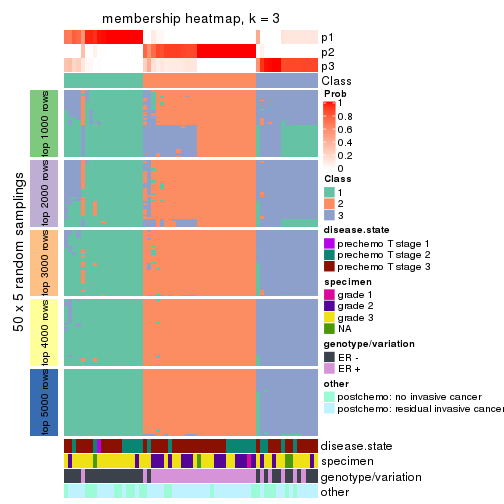 membership heatmap, k = 3
p1
p2
p3
Class
50 x 5 random samplings
top 1000 rows
top 2000 rows
top 3000 rows
top 4000 rows
top 5000 rows
disease.state
specimen
genotype/variation
other
Prob
1
0.8
0.6
0.4
0.2
0
Class
1
2
3
disease.state
prechemo T stage 1
prechemo T stage 2
prechemo T stage 3
specimen
grade 1
grade 2
grade 3
NA
genotype/variation
ER -
ER +
other
postchemo: no invasive cancer
postchemo: residual invasive cancer